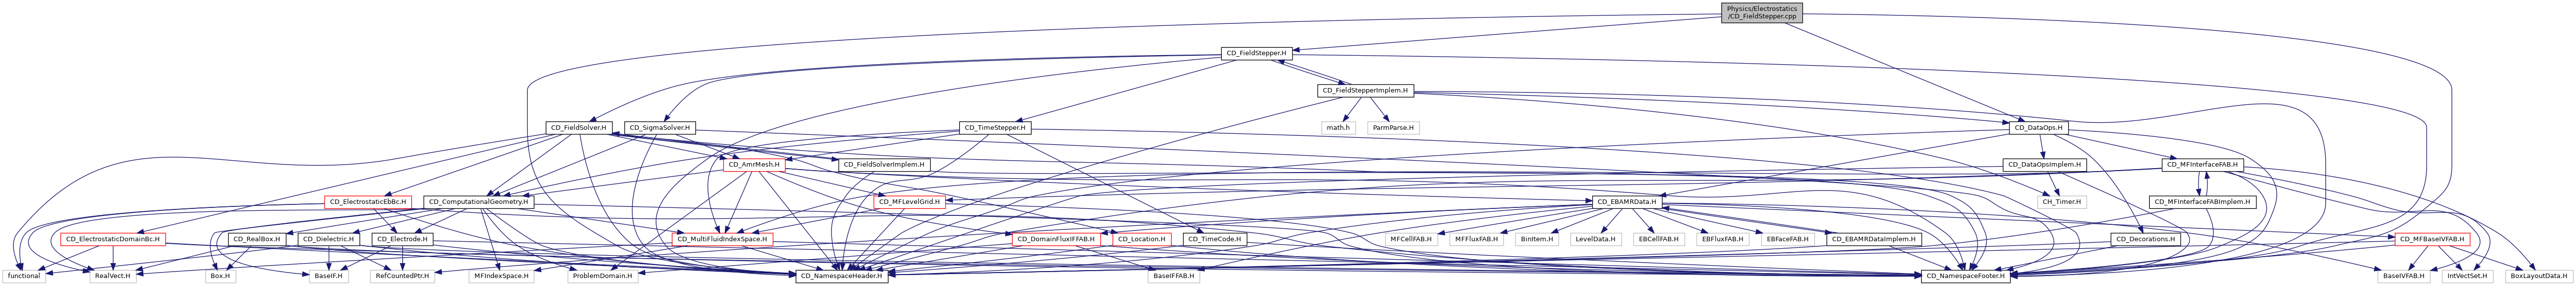 Physics/Electrostatics
/CD_FieldStepper.cpp
CD_FieldStepper.H
CD_FieldStepperImplem.H
CD_FieldSolver.H
CD_SigmaSolver.H
CD_TimeStepper.H
math.h
ParmParse.H
CD_DataOps.H
CD_AmrMesh.H
CD_FieldSolverImplem.H
CD_DataOpsImplem.H
CD_MFInterfaceFAB.H
CD_ElectrostaticEbBc.H
CD_ComputationalGeometry.H
CD_MFLevelGrid.H
CD_EBAMRData.H
CH_Timer.H
CD_MFInterfaceFABImplem.H
CD_ElectrostaticDomainBc.H
CD_RealBox.H
CD_Dielectric.H
CD_Electrode.H
CD_MultiFluidIndexSpace.H
CD_DomainFluxIFFAB.H
CD_Location.H
CD_TimeCode.H
MFCellFAB.H
MFFluxFAB.H
BinItem.H
LevelData.H
EBCellFAB.H
EBFluxFAB.H
EBFaceFAB.H
CD_EBAMRDataImplem.H
CD_Decorations.H
CD_MFBaseIVFAB.H
functional
RealVect.H
Box.H
BaseIF.H
RefCountedPtr.H
MFIndexSpace.H
ProblemDomain.H
CD_NamespaceHeader.H
BaseIFFAB.H
CD_NamespaceFooter.H
BaseIVFAB.H
IntVectSet.H
BoxLayoutData.H